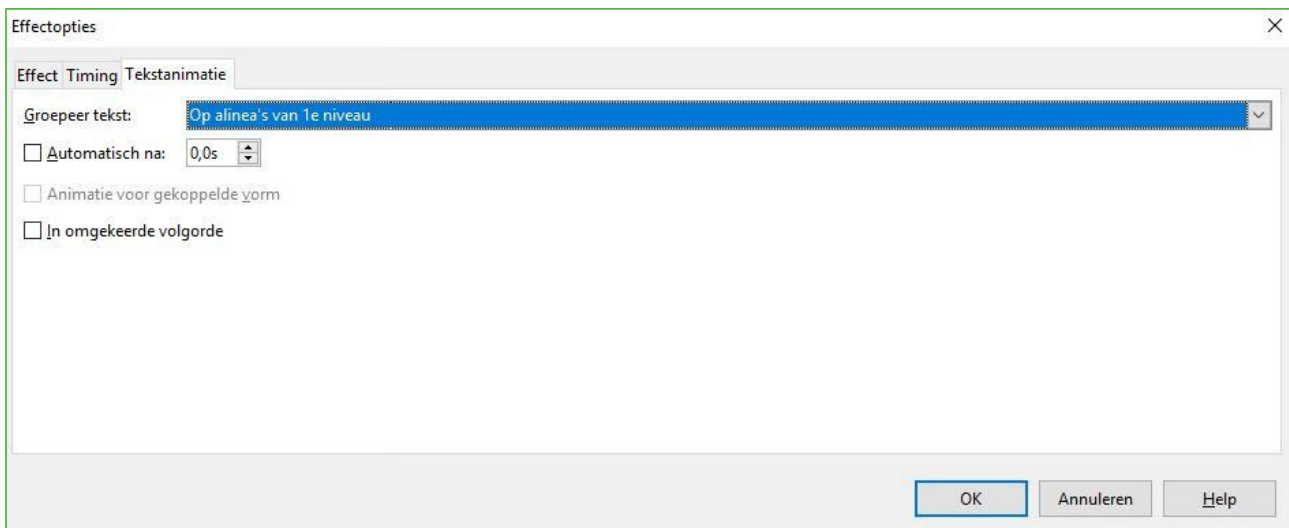 Effectopties
Effect Timing Tekstanimatie
Groepeer tekst: Op alinea's van 1e niveau
Automatisch na: 0,0s
Animatie voor gekoppelde vorm
In omgekeerde volgorde
OK Annuleren Help